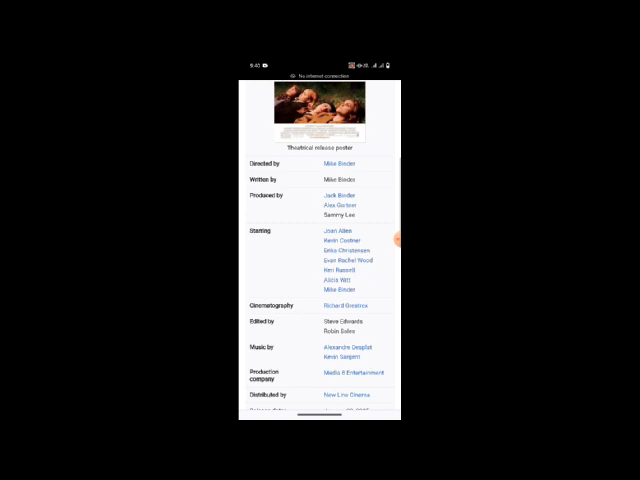 9:40
No internet connection
Theatrical release poster
Directed by Mike Binder
Written by Mike Binder
Produced by Jack Binder
Alex Gartner
Sammy Lee
Starring Joan Allen
Kevin Costner
Erika Christensen
Evan Rachel Wood
Keri Russell
Alicia Witt
Mike Binder
Cinematography Richard Greatrex
Edited by Steve Edwards
Robin Sales
Music by Alexandre Desplat
Production
company Media 8 Entertainment
Distributed by New Line Cinema